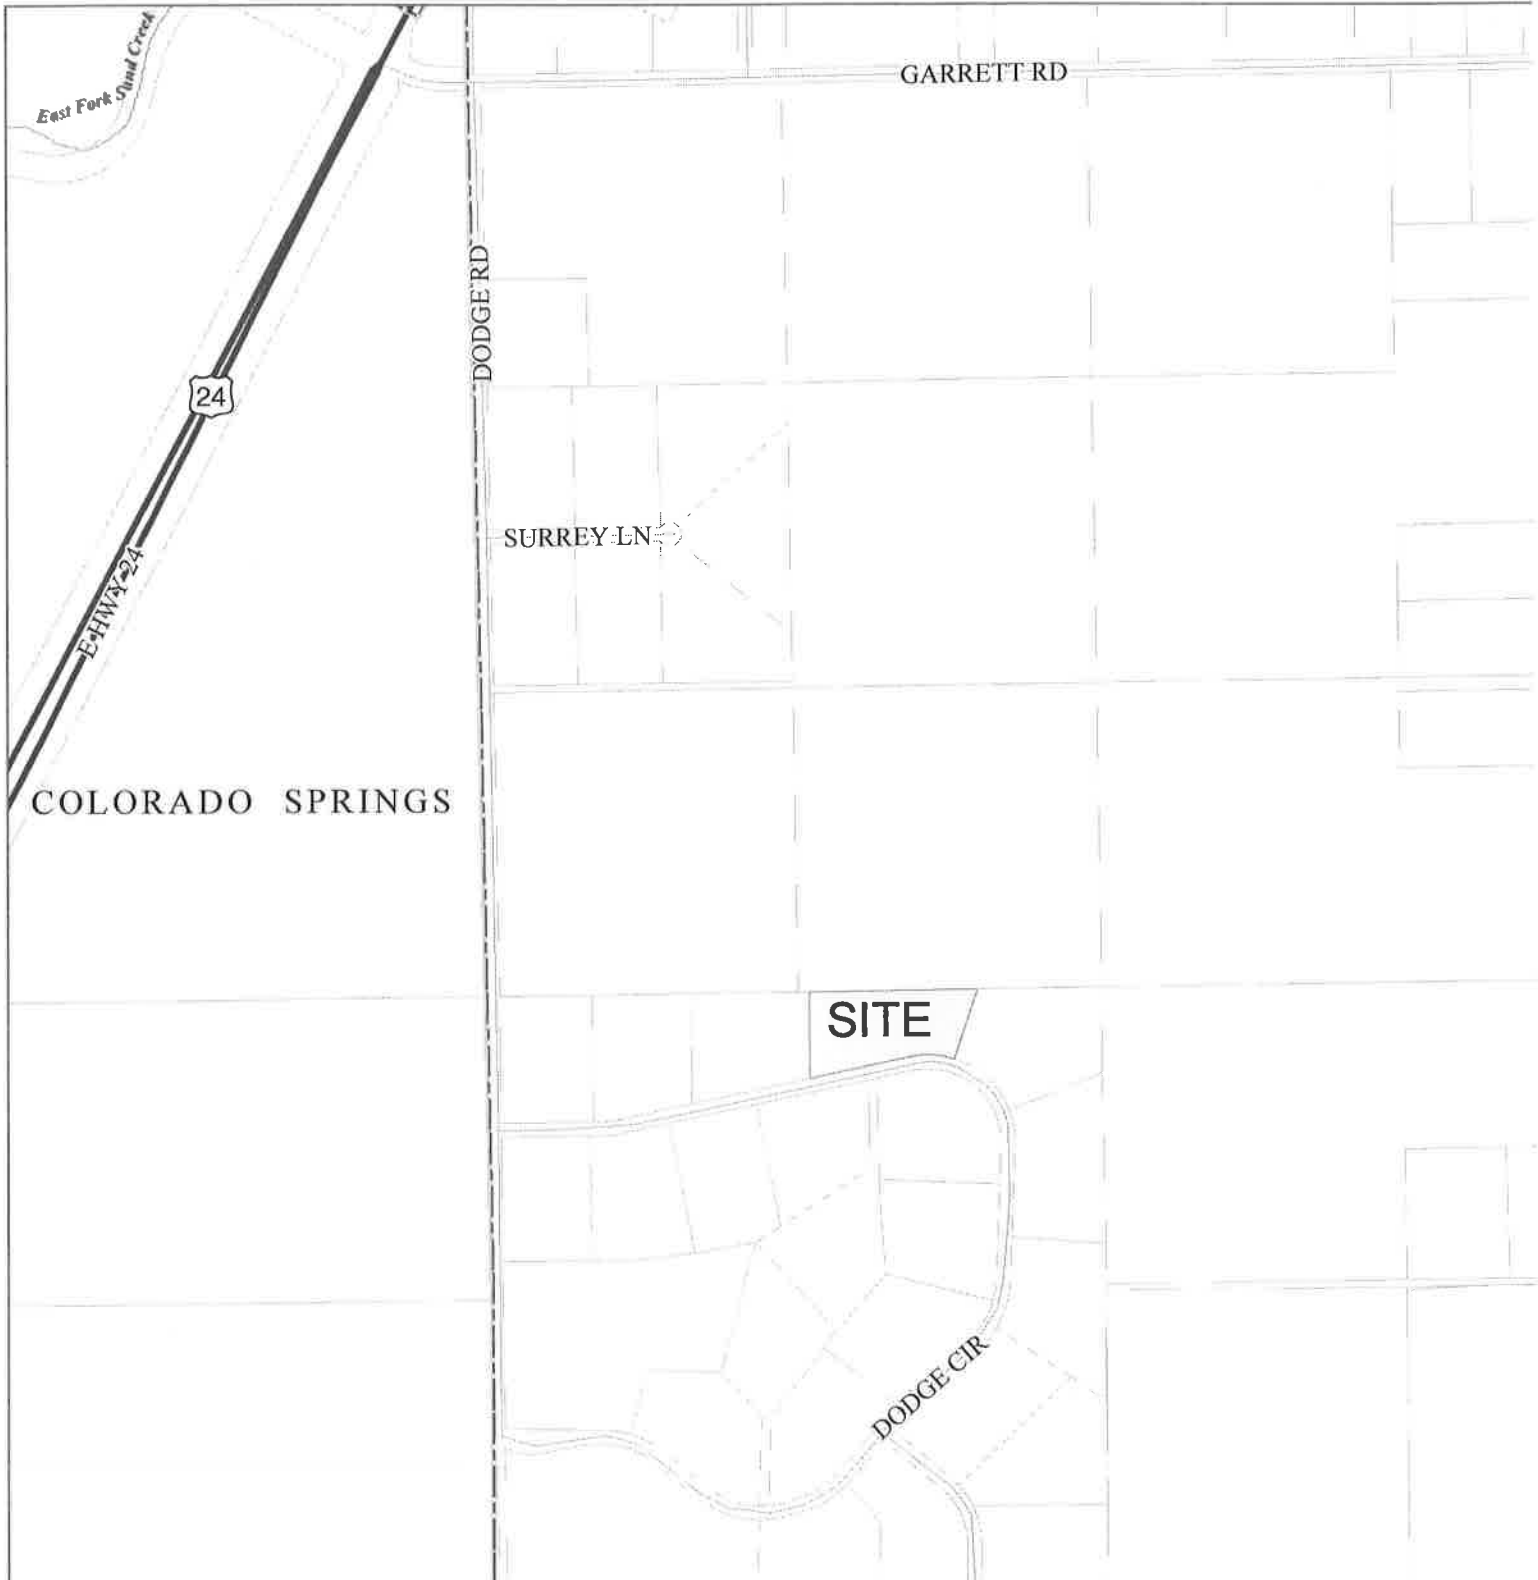 East Fork Sand Creek
GARRETT RD
DODGE RD
24
SURREY LN
E HWY 24
COLORADO SPRINGS
SITE
DODGE CIR